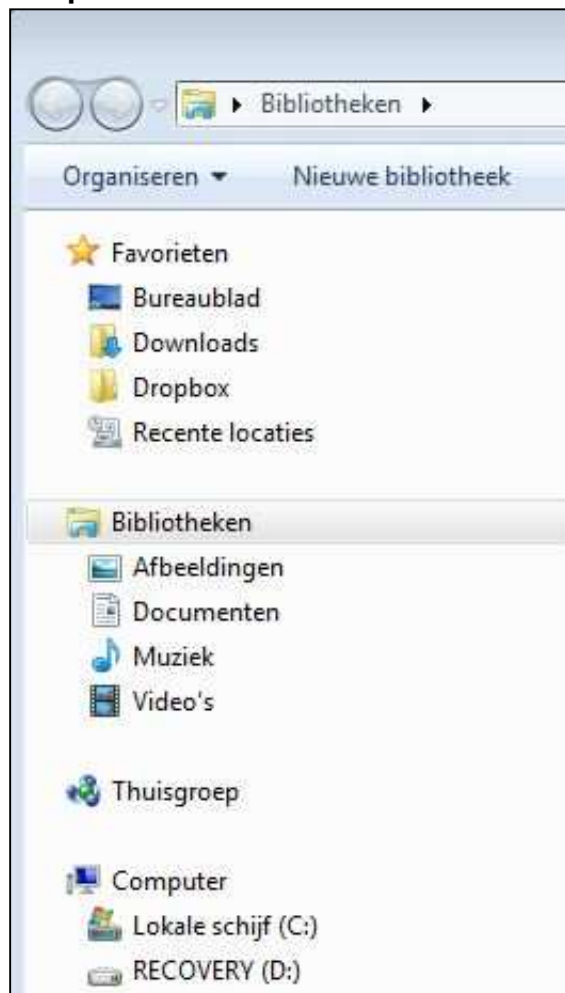 Bibliotheken
Organiseren Nieuwe bibliotheek
Favorieten
Bureaublad
Downloads
Dropbox
Recente locaties
Bibliotheken
Afbeeldingen
Documenten
Muziek
Video's
Thuisgroep
Computer
Lokale schijf (C:)
RECOVERY (D:)